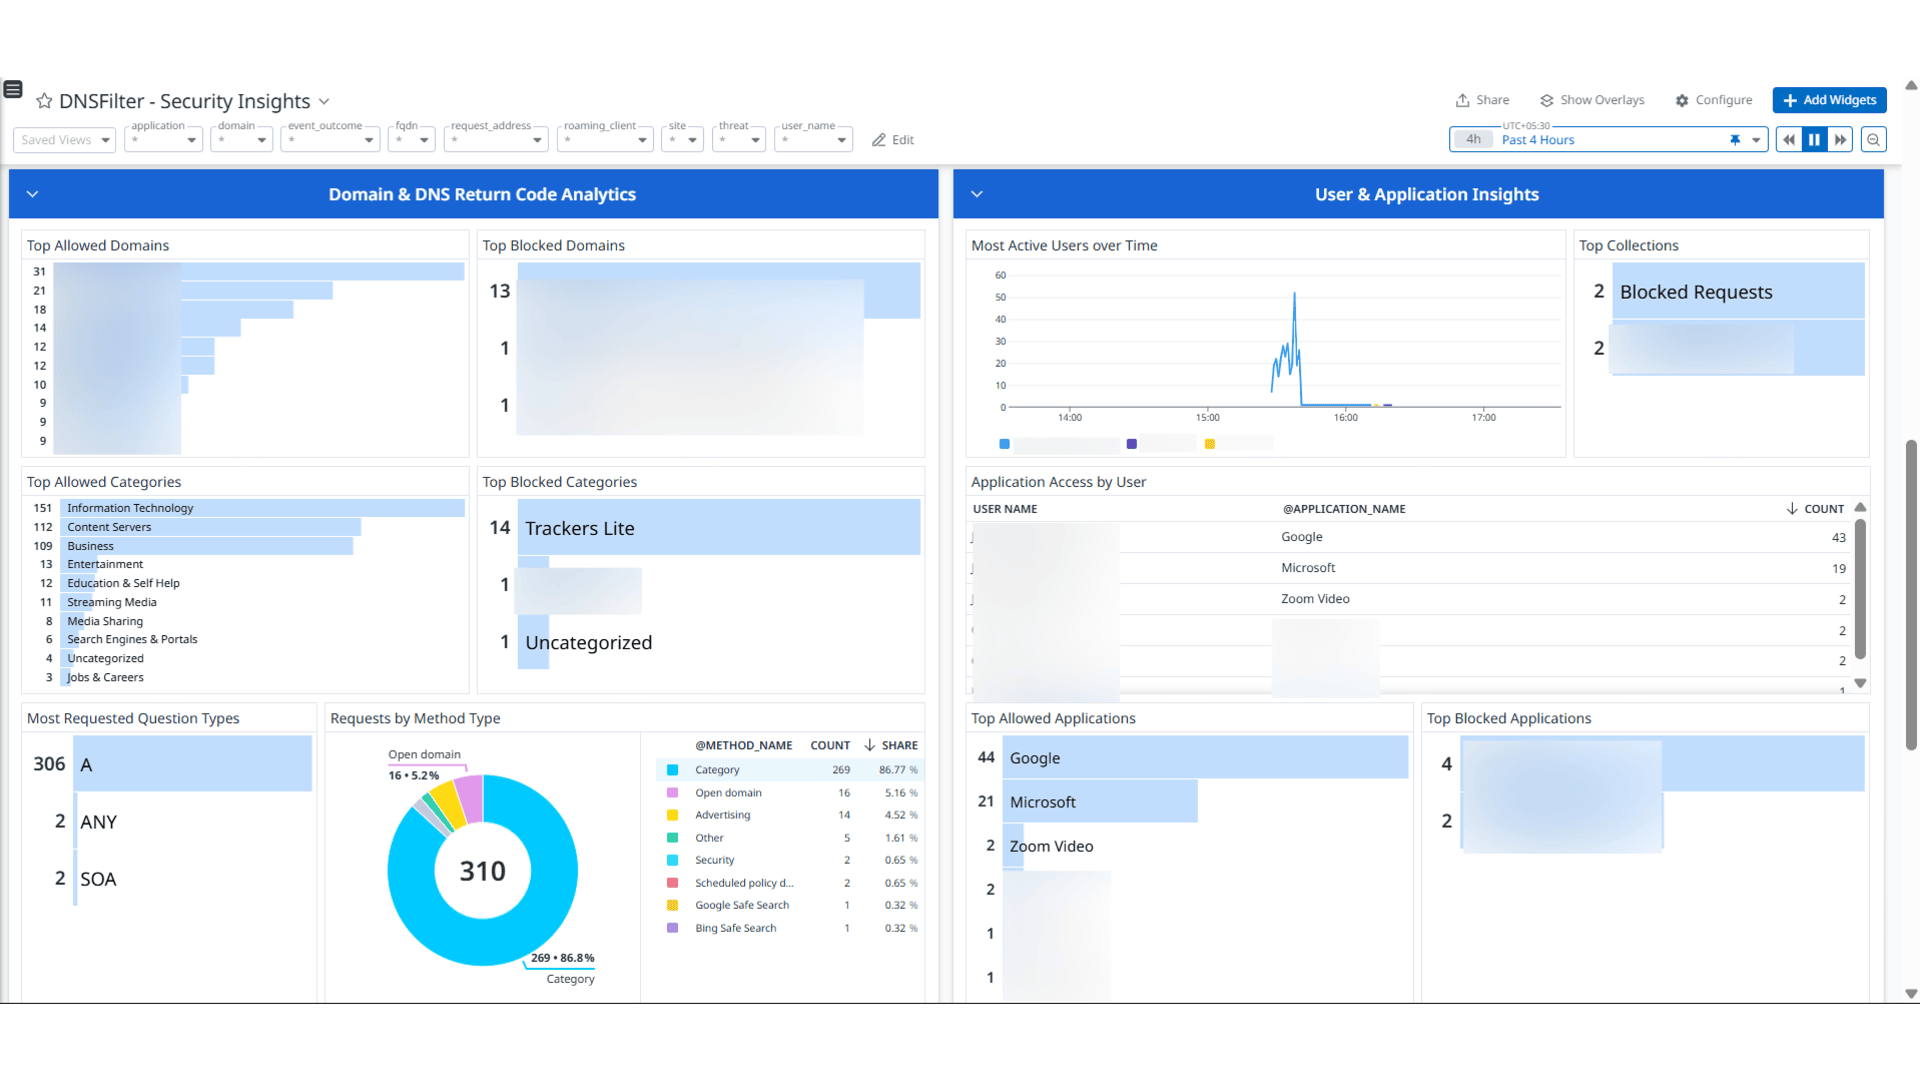 DNSFilter - Security Insights
Share
Show Overlays
Configure
Add Widgets
Saved Views
application
*
domain
*
event_outcome
*
fqdn
*
request_address
*
roaming_client
*
site
*
threat
*
user_name
*
Edit
UTC+05:30
4h Past 4 Hours
Domain & DNS Return Code Analytics
Top Allowed Domains
31
21
18
14
12
12
10
9
9
9
Top Blocked Domains
13
1
1
Top Allowed Categories
151 Information Technology
112 Content Servers
109 Business
13 Entertainment
12 Education & Self Help
11 Streaming Media
8 Media Sharing
6 Search Engines & Portals
4 Uncategorized
3 Jobs & Careers
Top Blocked Categories
14 Trackers Lite
1
1 Uncategorized
Most Requested Question Types
306 A
2 ANY
2 SOA
Requests by Method Type
Open domain
16 • 5.2%
310
269 • 86.8%
Category
@METHOD_NAME COUNT SHARE
Category 269 86.77 %
Open domain 16 5.16 %
Advertising 14 4.52 %
Other 5 1.61 %
Security 2 0.65 %
Scheduled policy d... 2 0.65 %
Google Safe Search 1 0.32 %
Bing Safe Search 1 0.32 %
User & Application Insights
Most Active Users over Time
60
50
40
30
20
10
0
14:00 15:00 16:00 17:00
Top Collections
2 Blocked Requests
2
Application Access by User
USER NAME @APPLICATION_NAME COUNT
Google 43
Microsoft 19
Zoom Video 2
2
2
1
Top Allowed Applications
44 Google
21 Microsoft
2 Zoom Video
2
1
1
Top Blocked Applications
4
2